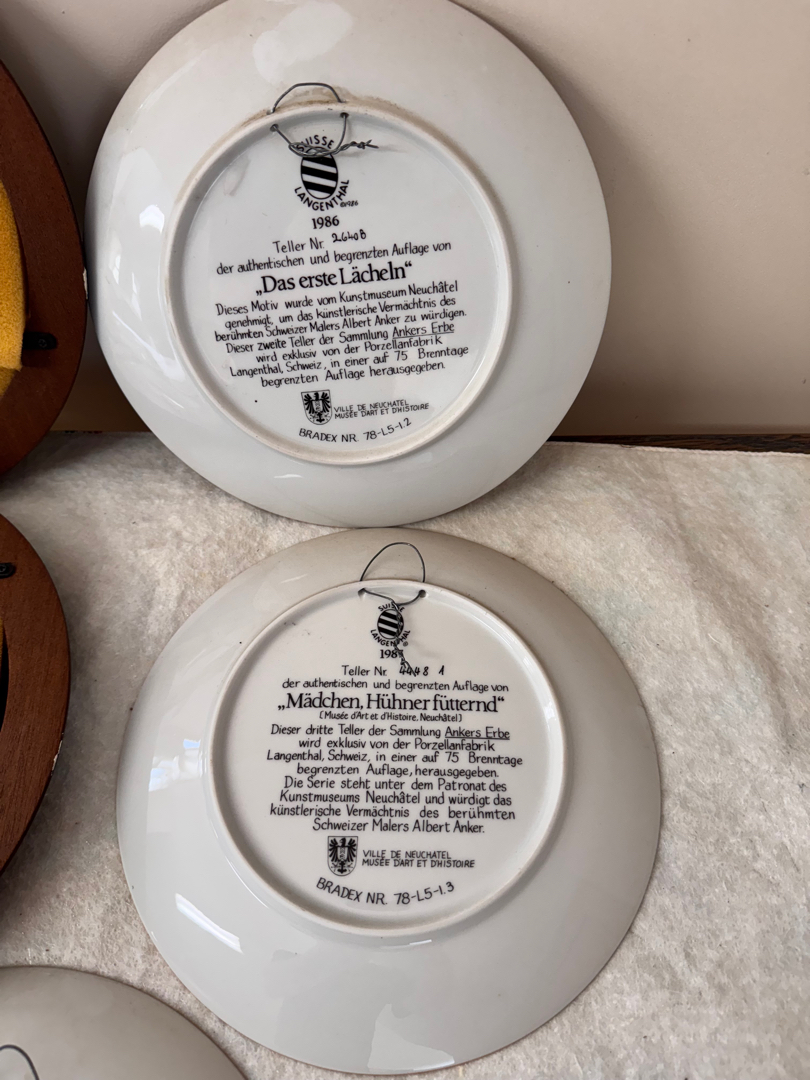 SUISSE
LANGENTHAL
©1986
1986
Teller Nr. 26408
der authentischen und begrenzten Auflage von
„Das erste Lächeln“
Dieses Motiv wurde vom Kunstmuseum Neuchâtel
genehmigt, um das künstlerische Vermächtnis des
berühmten Schweizer Malers Albert Anker zu würdigen.
Dieser zweite Teller der Sammlung Ankers Erbe
wird exklusiv von der Porzellanfabrik
Langenthal, Schweiz, in einer auf 75 Brenntage
begrenzten Auflage herausgegeben.
VILLE DE NEUCHATEL
MUSÉE D'ART ET D'HISTOIRE
BRADEX NR. 78-L5-1.2
SUISSE
LANGENTHAL
Teller Nr.
der authentischen und begrenzten Auflage von
„Mädchen, Hühner fütternd“
(Musée d'Art et d'Histoire, Neuchâtel)
Dieser dritte Teller der Sammlung Ankers Erbe
wird exklusiv von der Porzellanfabrik
Langenthal, Schweiz, in einer auf 75 Brenntage
begrenzten Auflage, herausgegeben.
Die Serie steht unter dem Patronat des
Kunstmuseums Neuchâtel und würdigt das
künstlerische Vermächtnis des berühmten
Schweizer Malers Albert Anker.
VILLE DE NEUCHATEL
MUSÉE D'ART ET D'HISTOIRE
BRADEX NR. 78-L5-1.3